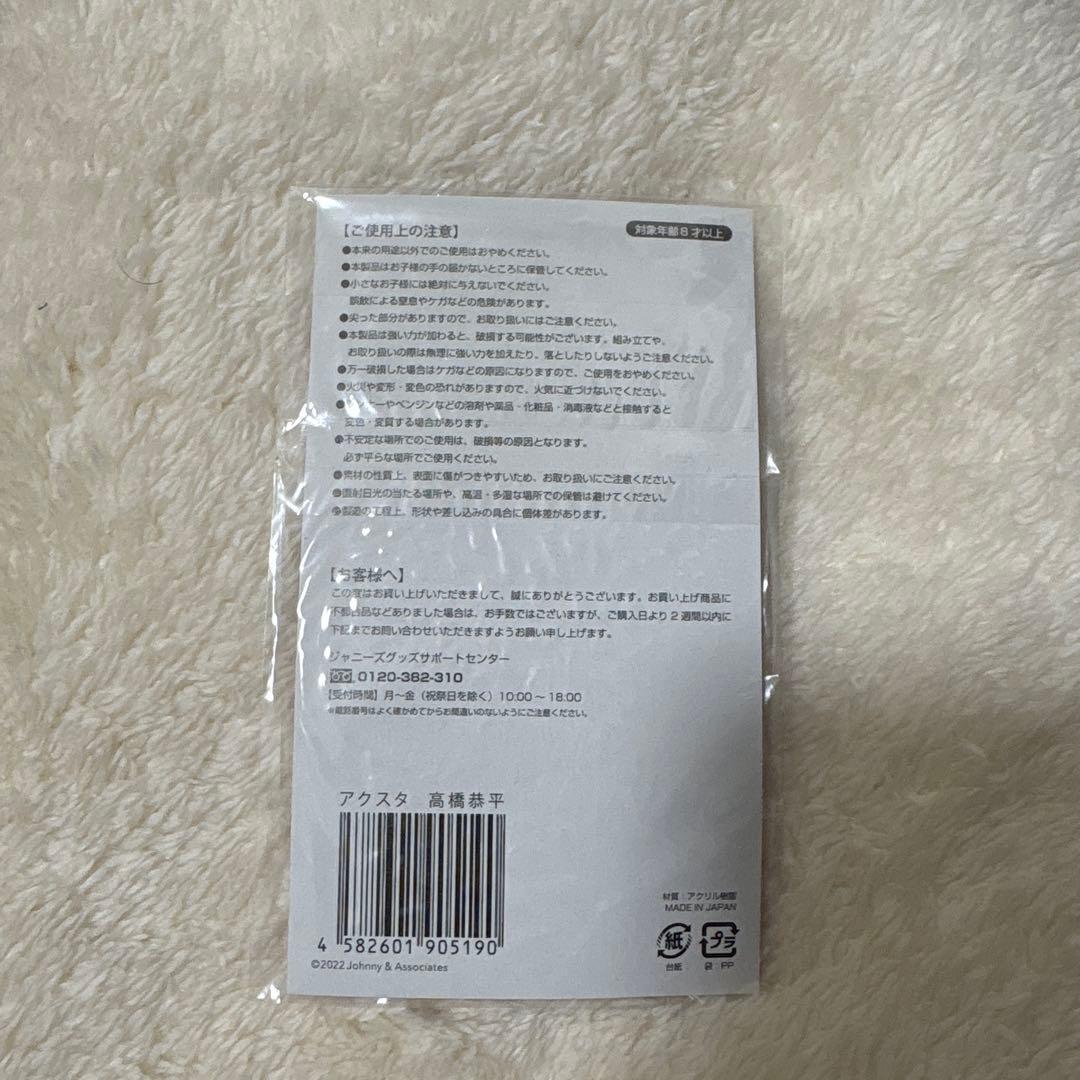 【ご使用上の注意】
対象年齢8才以上
●本来の用途以外でのご使用はおやめください。
●本製品はお子様の手の届かないところに保管してください。
●小さなお子様には絶対に与えないでください。
誤飲による窒息やケガなどの危険があります。
●尖った部分がありますので、お取り扱いにはご注意ください。
●本製品は強い力が加わると、破損する可能性がございます。組み立てや、
お取り扱いの際は無理に強い力を加えたり、落としたりしないようご注意ください。
●万一破損した場合はケガなどの原因になりますので、ご使用をおやめください。
●火災や変形・変色の恐れがありますので、火気に近づけないでください。
ーやベンジンなどの溶剤や薬品・化粧品・消毒液などと接触すると
変色・変質する場合があります。
●不安定な場所でのご使用は、破損等の原因となります。
必ず平らな場所でご使用ください。
●素材の性質上、表面に傷がつきやすいため、お取り扱いにご注意ください。
●直射日光の当たる場所や、高温・多湿な場所での保管は避けてください。
●製造の工程上、形状や差し込みの具合に個体差があります。
【お客様へ】
この度はお買い上げいただきまして、誠にありがとうございます。お買い上げ商品に
不都合品などありました場合は、お手数ではございますが、ご購入日より2週間以内に
下記までお問い合わせいただきますようお願い申し上げます。
ジャニーズグッズサポートセンター
0120-382-310
【受付時間】月〜金（祝祭日を除く）10:00〜18:00
※電話番号はよく確かめてからお間違いのないようにご注意ください。
アクスタ 高橋恭平
4 582601 905190
©2022 Johnny & Associates
材質：アクリル樹脂
MADE IN JAPAN
紙 プラ
台紙 袋 PP